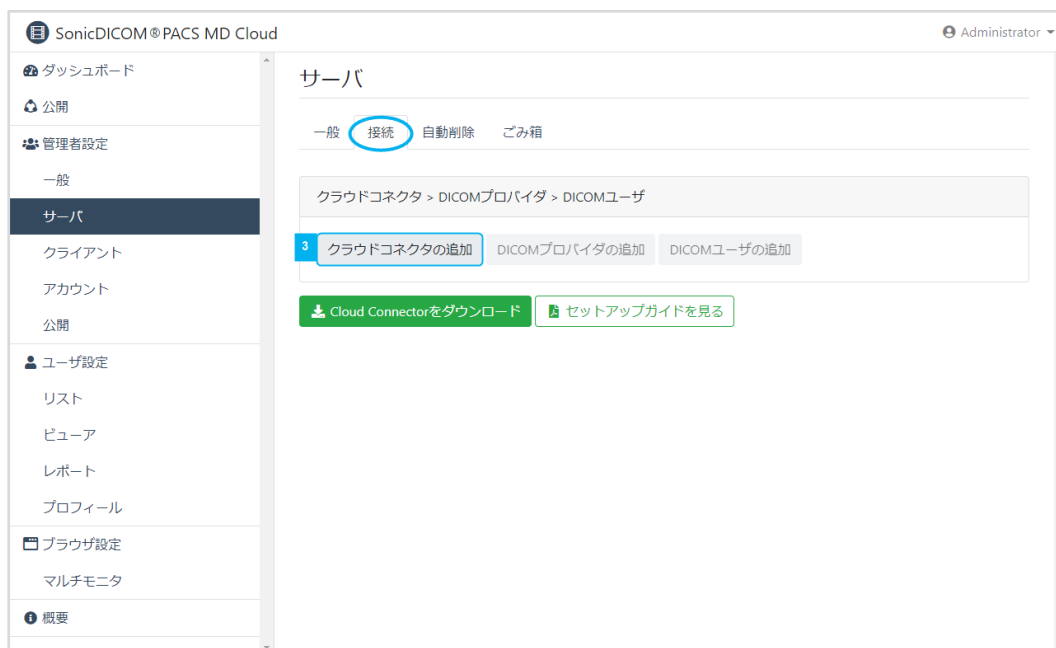 SonicDICOM®PACS MD Cloud
Administrator
ダッシュボード
公開
管理者設定
一般
サーバ
クライアント
アカウント
公開
ユーザ設定
リスト
ビューア
レポート
プロフィール
ブラウザ設定
マルチモニタ
概要
サーバ
一般 接続 自動削除 ごみ箱
クラウドコネクタ > DICOMプロバイダ > DICOMユーザ
3 クラウドコネクタの追加 DICOMプロバイダの追加 DICOMユーザの追加
Cloud Connectorをダウンロード セットアップガイドを見る